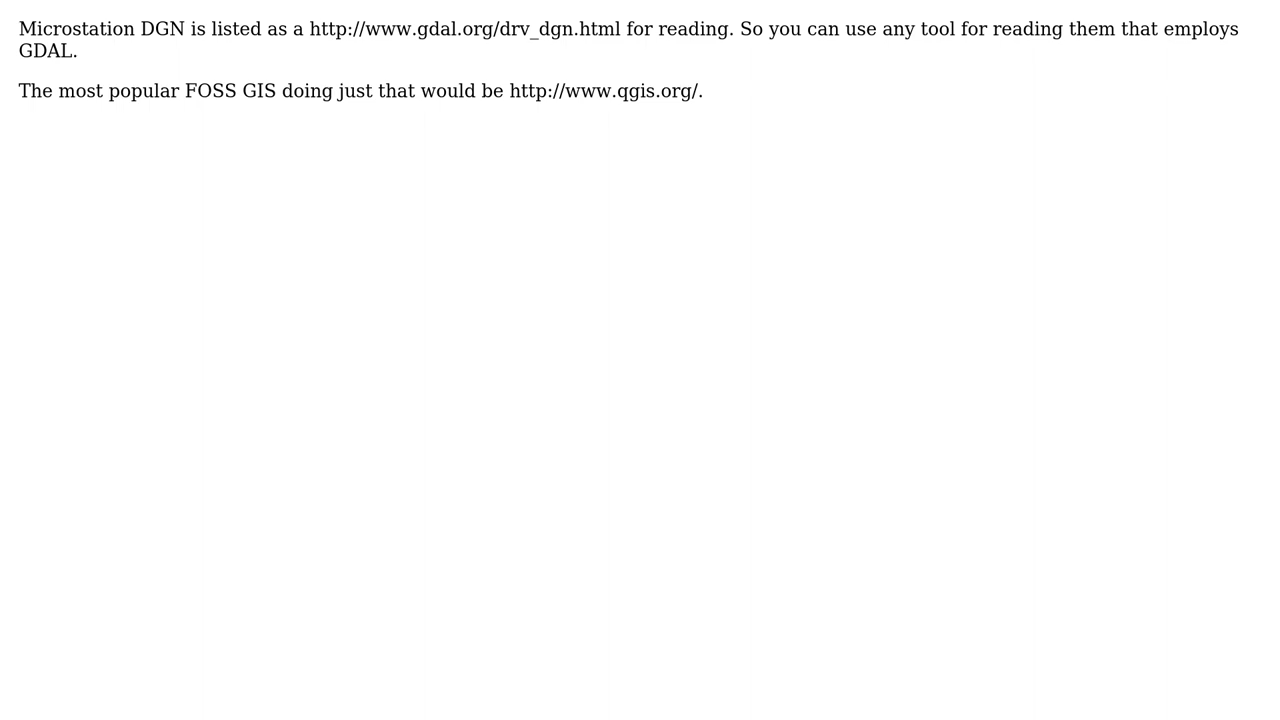 Microstation DGN is listed as a http://www.gdal.org/drv_dgn.html for reading. So you can use any tool for reading them that employs
GDAL.
The most popular FOSS GIS doing just that would be http://www.qgis.org/.